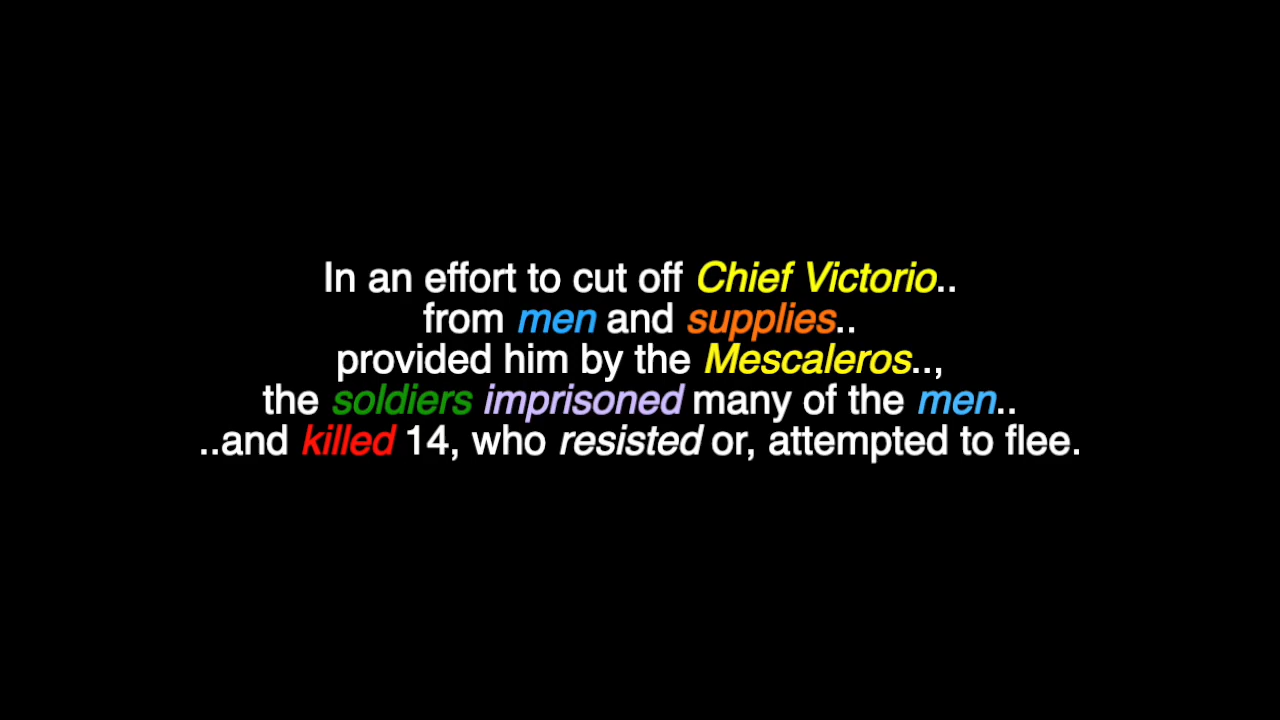 In an effort to cut off Chief Victorio..
from men and supplies..
provided him by the Mescaleros..,
the soldiers imprisoned many of the men..
..and killed 14, who resisted or, attempted to flee.